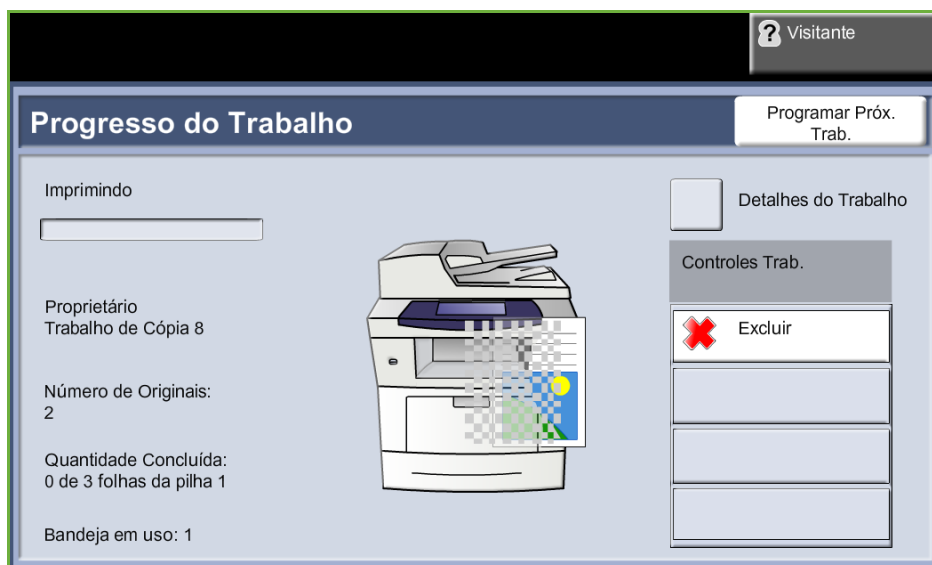 Visitante
Progresso do Trabalho
Programar Próx.
Trab.
Imprimindo
Detalhes do Trabalho
Controles Trab.
Proprietário
Trabalho de Cópia 8
Excluir
Número de Originais:
2
Quantidade Concluída:
0 de 3 folhas da pilha 1
Bandeja em uso: 1